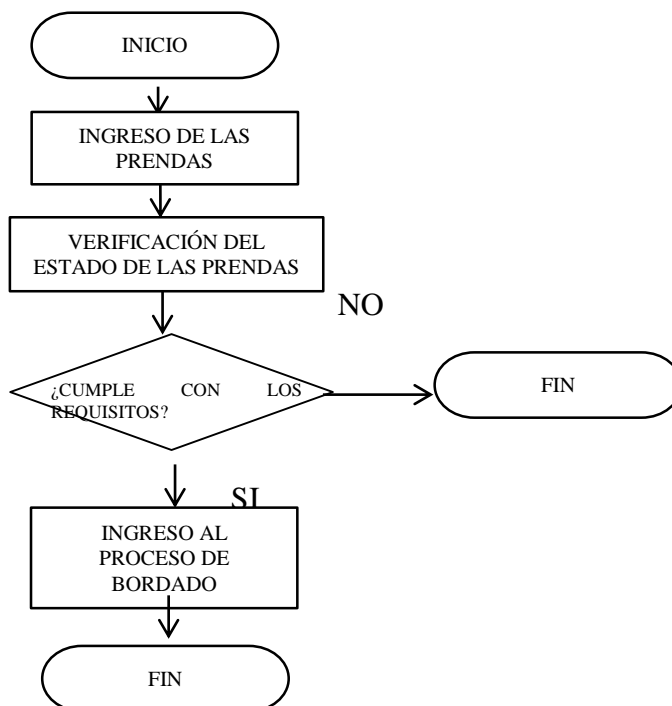 INICIO
INGRESO DE LAS
PRENDAS
VERIFICACIÓN DEL
ESTADO DE LAS PRENDAS
NO
¿CUMPLE CON LOS
REQUISITOS?
FIN
SI
INGRESO AL
PROCESO DE
BORDADO
FIN